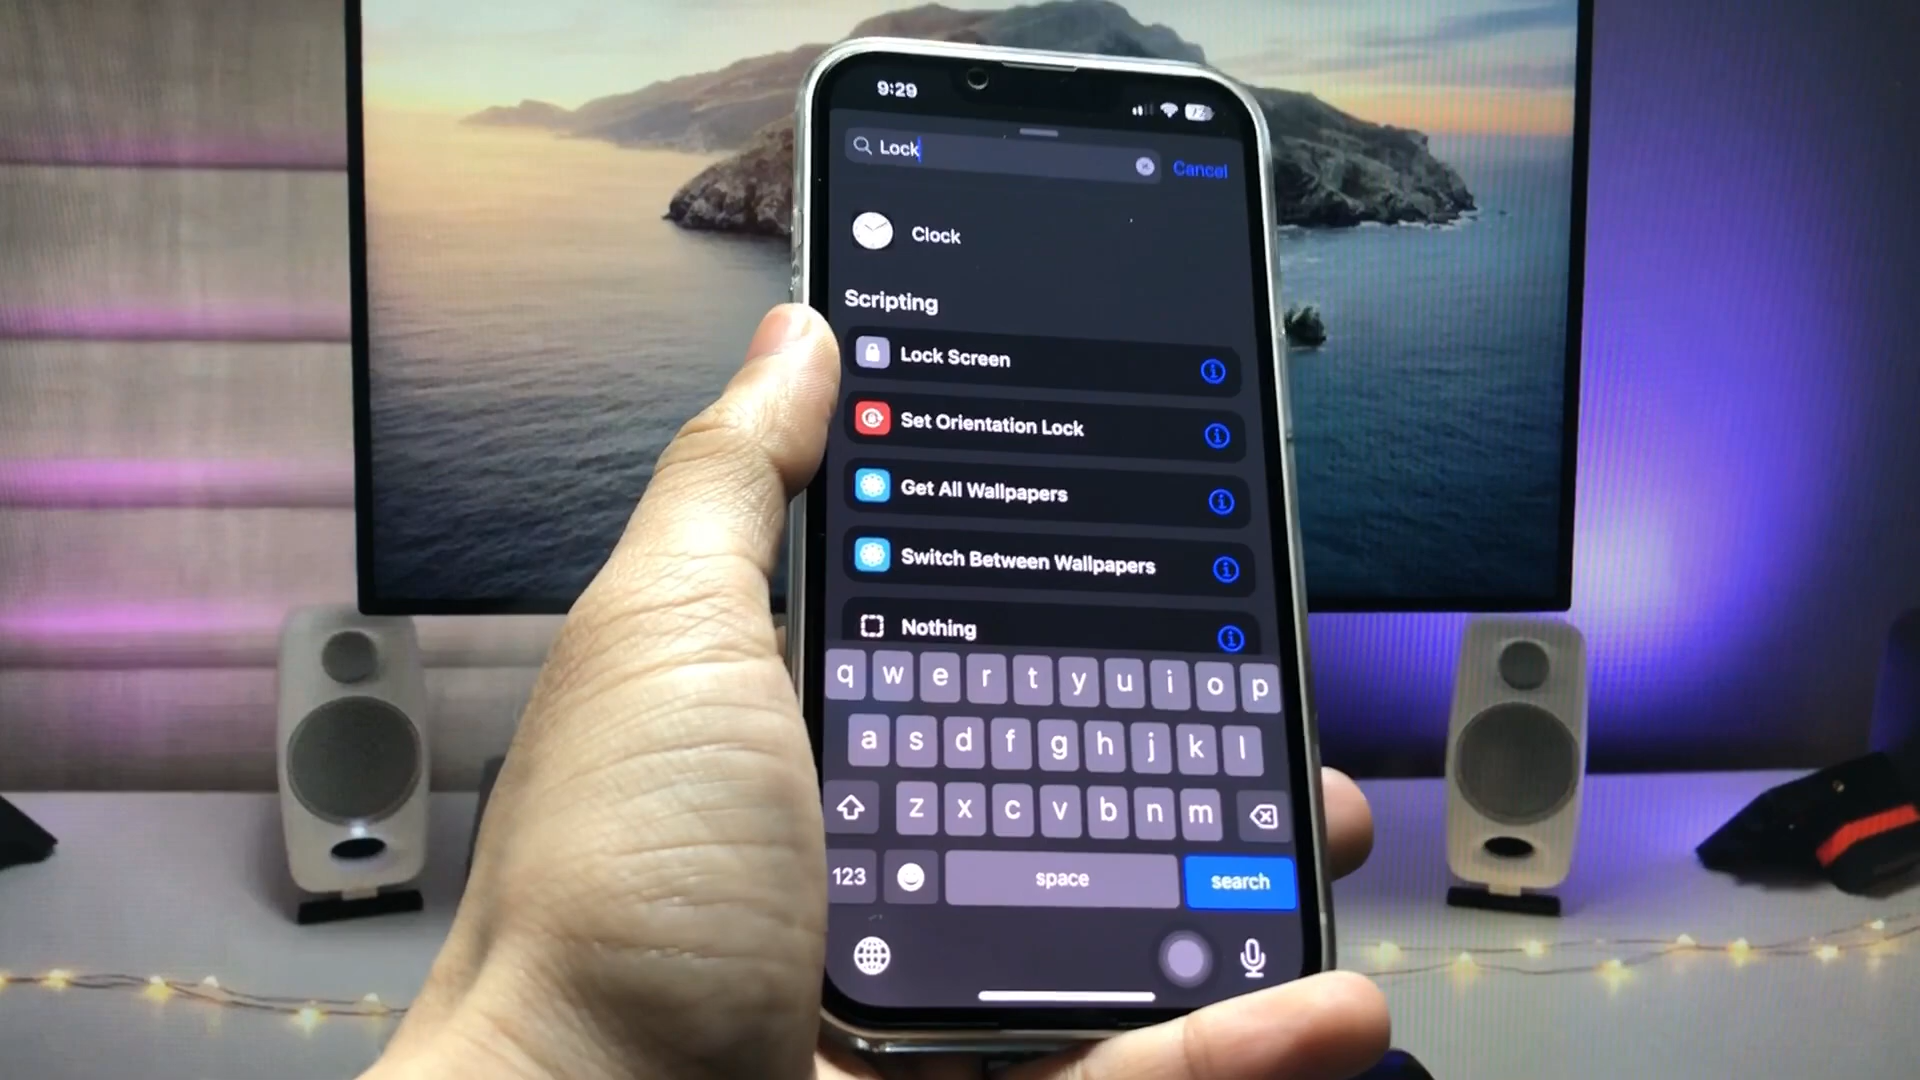 9:29
Lock
Cancel
Clock
Scripting
Lock Screen
Set Orientation Lock
Get All Wallpapers
Switch Between Wallpapers
Nothing
q w e r t y u i o p
a s d f g h j k l
z x c v b n m
123 space search